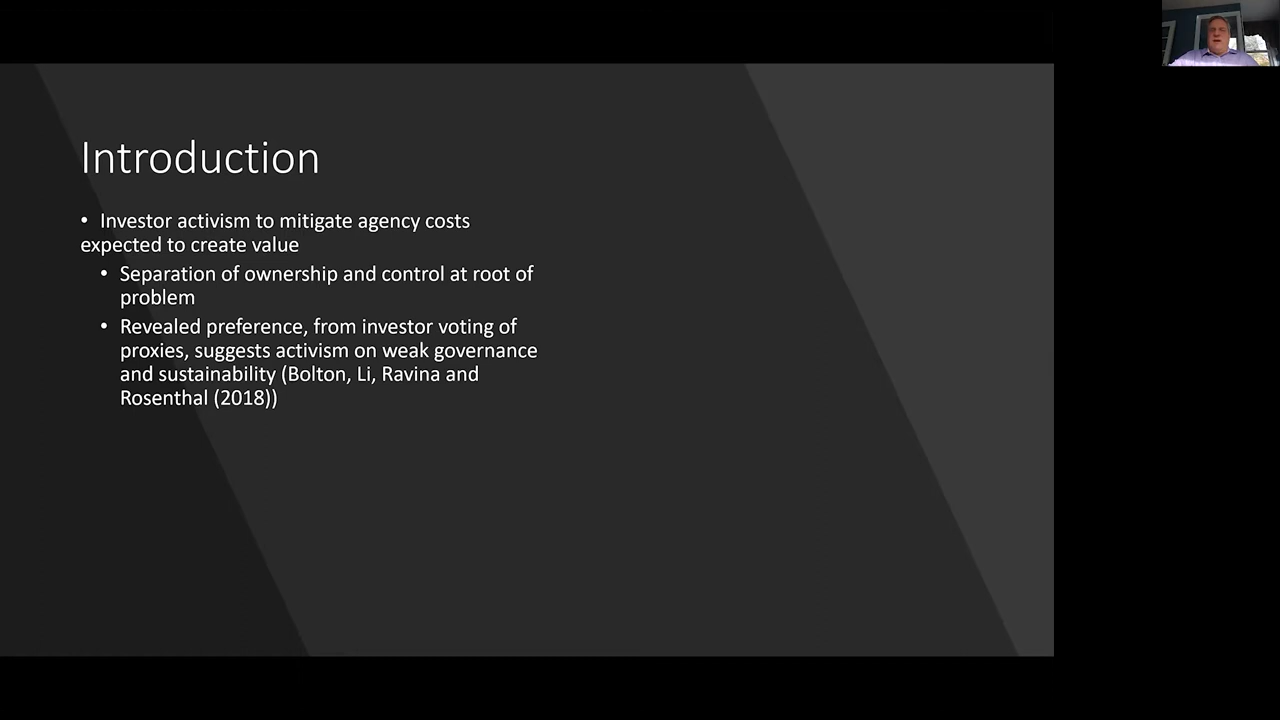 Introduction
• Investor activism to mitigate agency costs
expected to create value
• Separation of ownership and control at root of
problem
• Revealed preference, from investor voting of
proxies, suggests activism on weak governance
and sustainability (Bolton, Li, Ravina and
Rosenthal (2018))